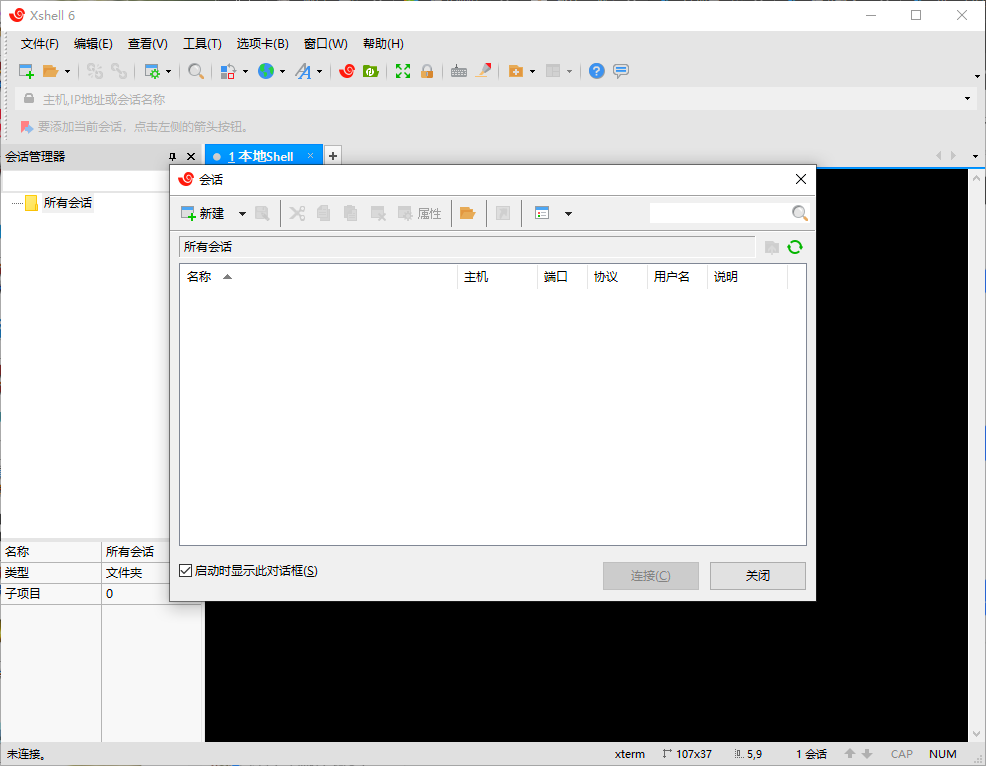 Xshell 6
文件(F) 编辑(E) 查看(V) 工具(T) 选项卡(B) 窗口(W) 帮助(H)
主机,IP地址或会话名称
要添加当前会话，点击左侧的箭头按钮。
会话管理器
1 本地Shell
所有会话
会话
新建 属性
所有会话
名称 主机 端口 协议 用户名 说明
启动时显示此对话框(S)
连接(C) 关闭
名称 所有会话
类型 文件夹
子项目 0
未连接。 xterm 107x37 5,9 1 会话 CAP NUM